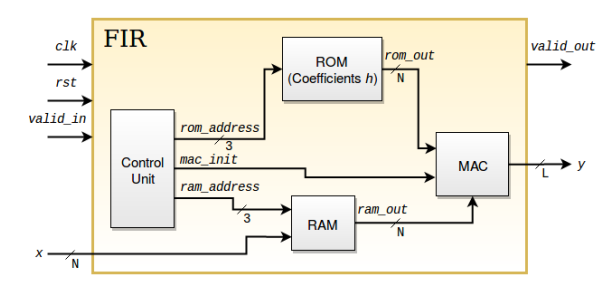 FIR
clk
valid_out
ROM
(Coefficients h)
rom_out
N
rst
valid_in
rom_address
3
Control
Unit
mac_init
MAC
L
y
ram_address
3
RAM
ram_out
N
x
N